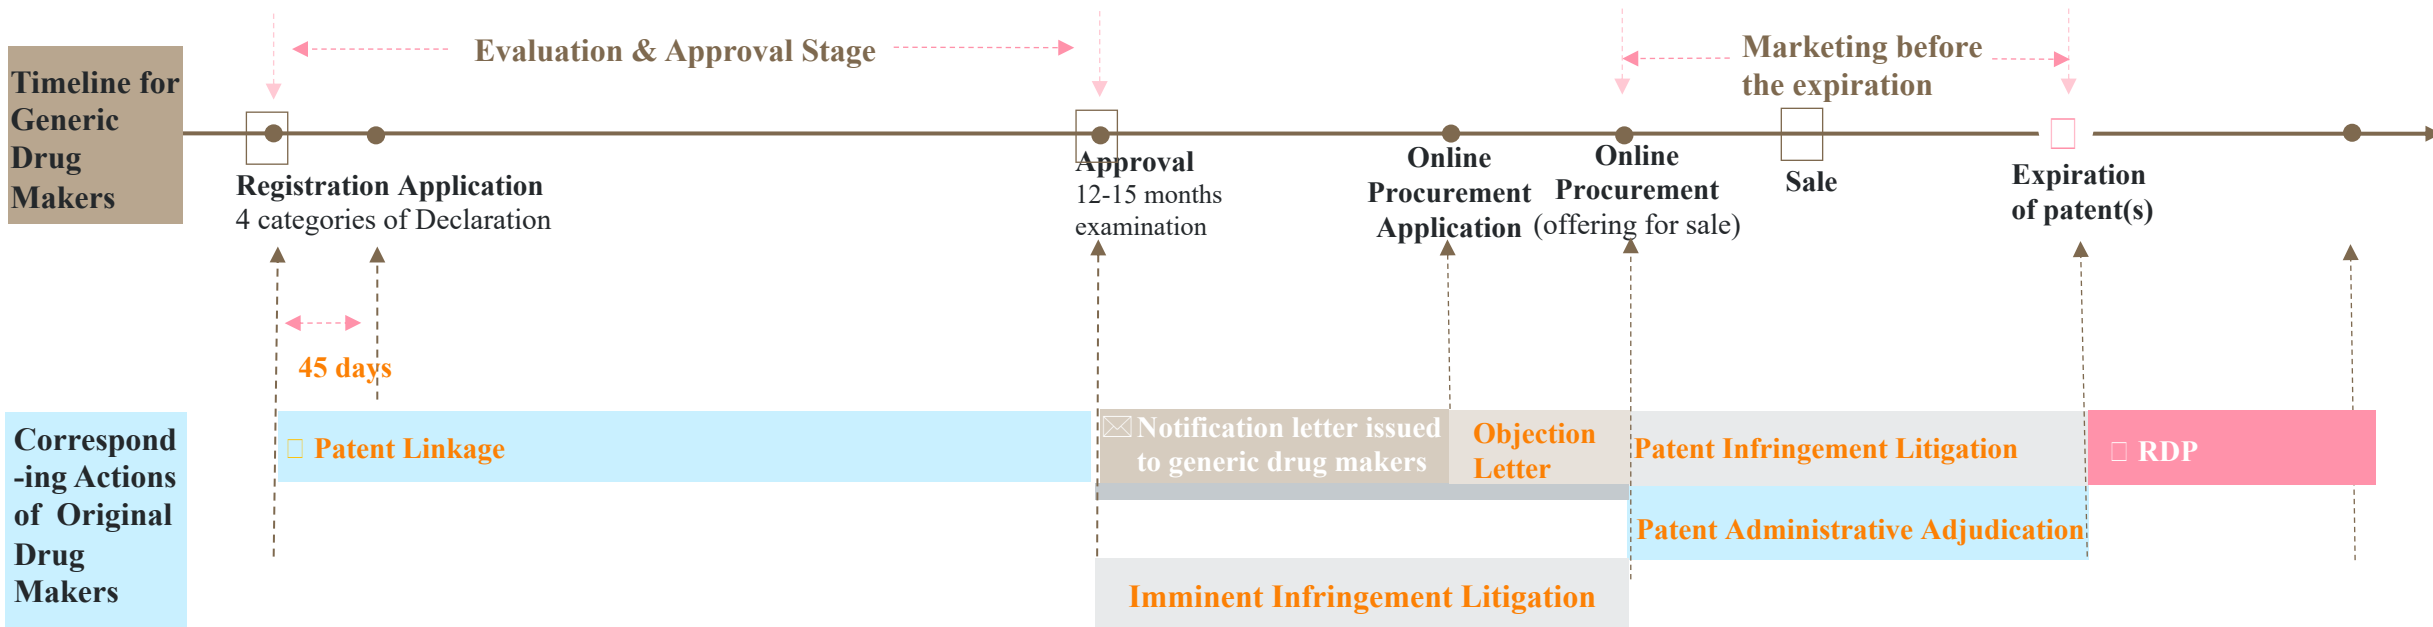 Evaluation & Approval Stage
Marketing before
the expiration
Timeline for
Generic
Drug
Makers
Registration Application
4 categories of Declaration
Approval
12-15 months
examination
Online
Procurement
Application
Online
Procurement
(offering for sale)
Sale
Expiration
of patent(s)
45 days
Correspond
-ing Actions
of Original
Drug
Makers
Patent Linkage
Notification letter issued
to generic drug makers
Objection
Letter
Patent Infringement Litigation
RDP
Patent Administrative Adjudication
Imminent Infringement Litigation